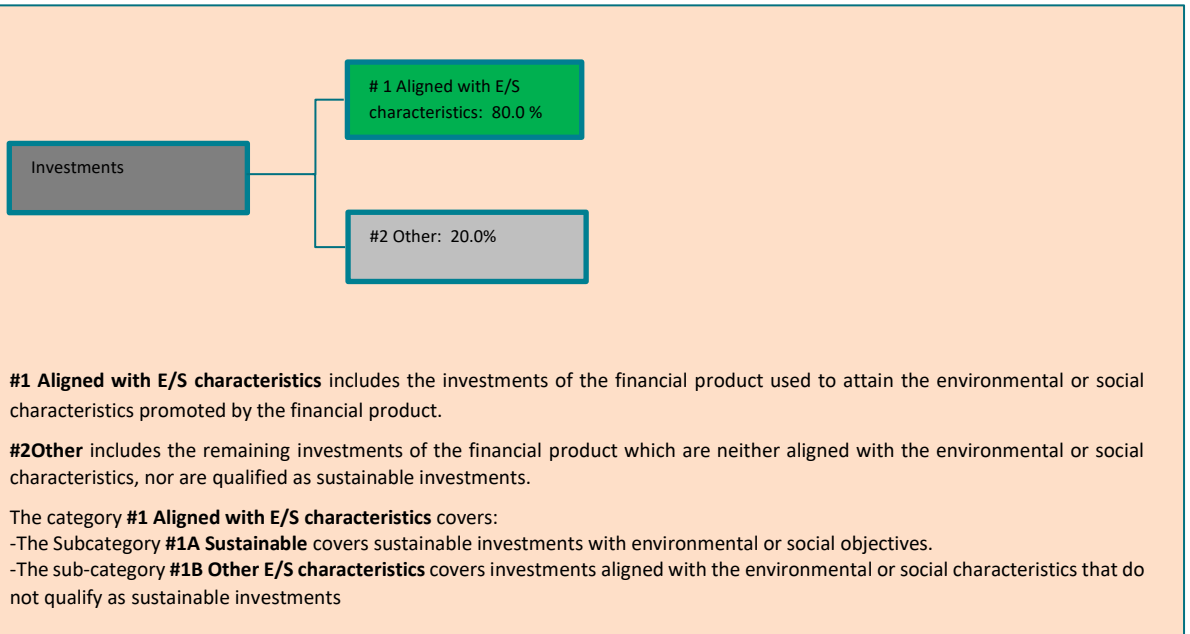 # 1 Aligned with E/S
characteristics: 80.0 %
Investments
#2 Other: 20.0%
#1 Aligned with E/S characteristics includes the investments of the financial product used to attain the environmental or social
characteristics promoted by the financial product.
#2Other includes the remaining investments of the financial product which are neither aligned with the environmental or social
characteristics, nor are qualified as sustainable investments.
The category #1 Aligned with E/S characteristics covers:
-The Subcategory #1A Sustainable covers sustainable investments with environmental or social objectives.
-The sub-category #1B Other E/S characteristics covers investments aligned with the environmental or social characteristics that do
not qualify as sustainable investments